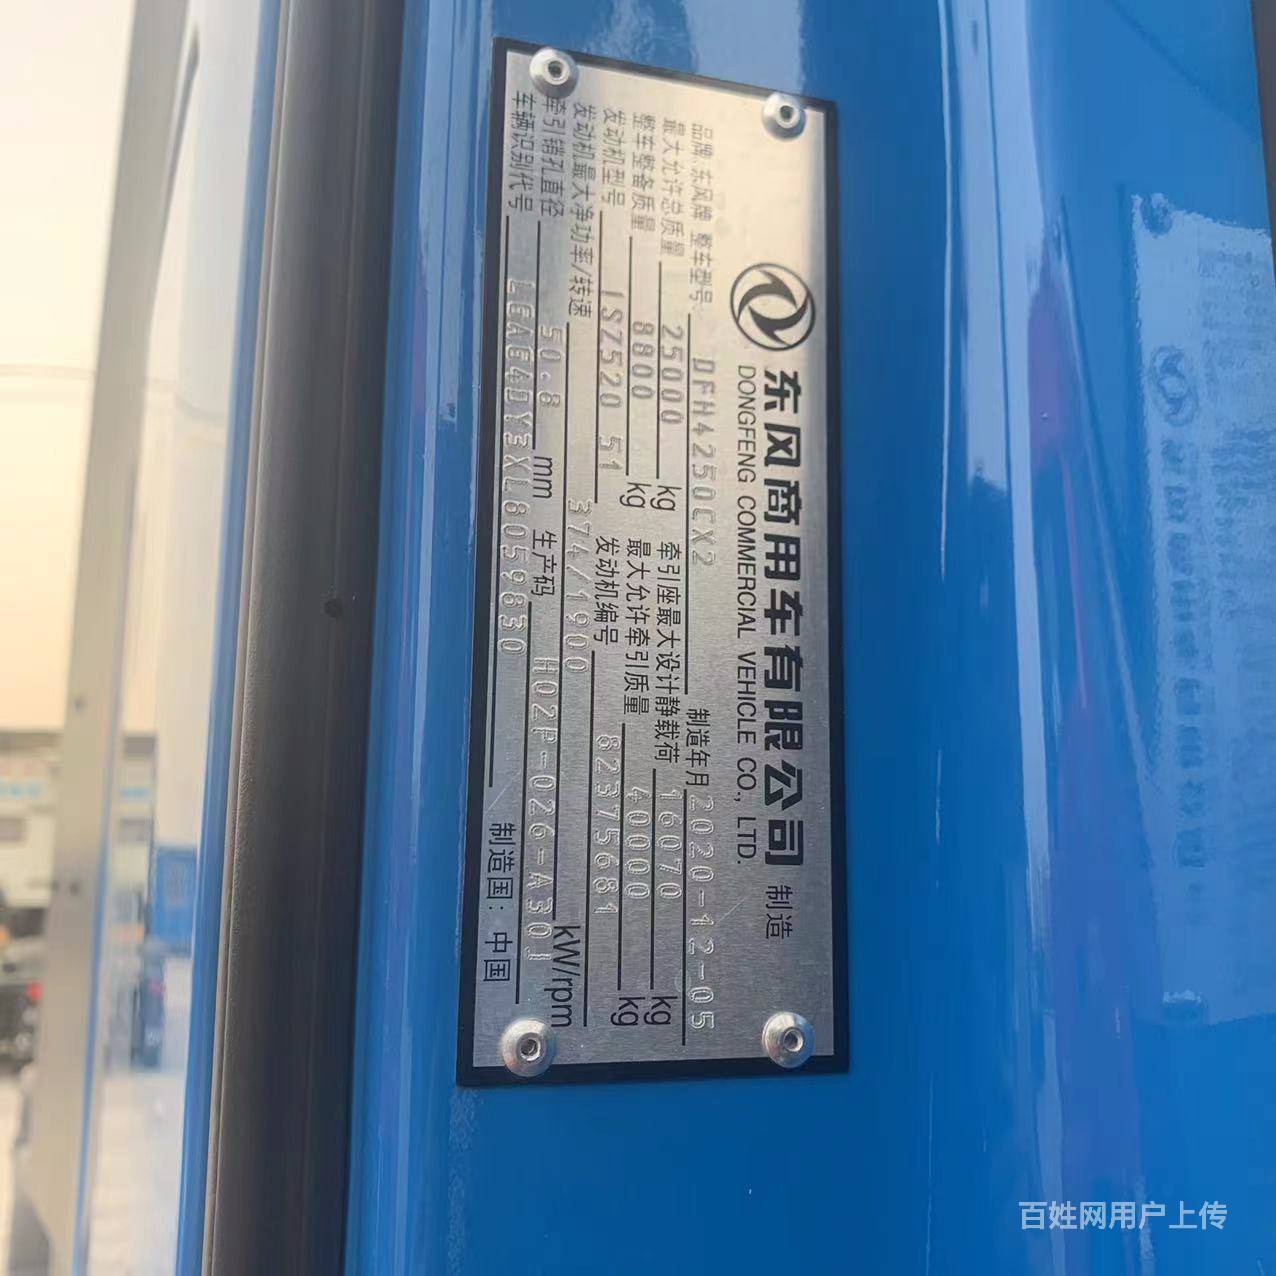 东风商用车有限公司 制造
DONGFENG COMMERCIAL VEHICLE CO., LTD.
品牌:东风牌 整车型号: DFH4250CX2 制造年月 2020-12-05
最大允许总质量 25000 kg 牵引座最大设计静载荷 16070 kg
整车整备质量 8800 kg 最大允许牵引质量 40000 kg
发动机型号 ISZ520 51 发动机编号 82375681
发动机最大净功率/转速 374/1900 kW/rpm
牵引销孔直径 50.8 mm 生产码 H02P-026-A30J
车辆识别代号 LGAG4DY3XL8059830 制造国: 中国
百姓网用户上传